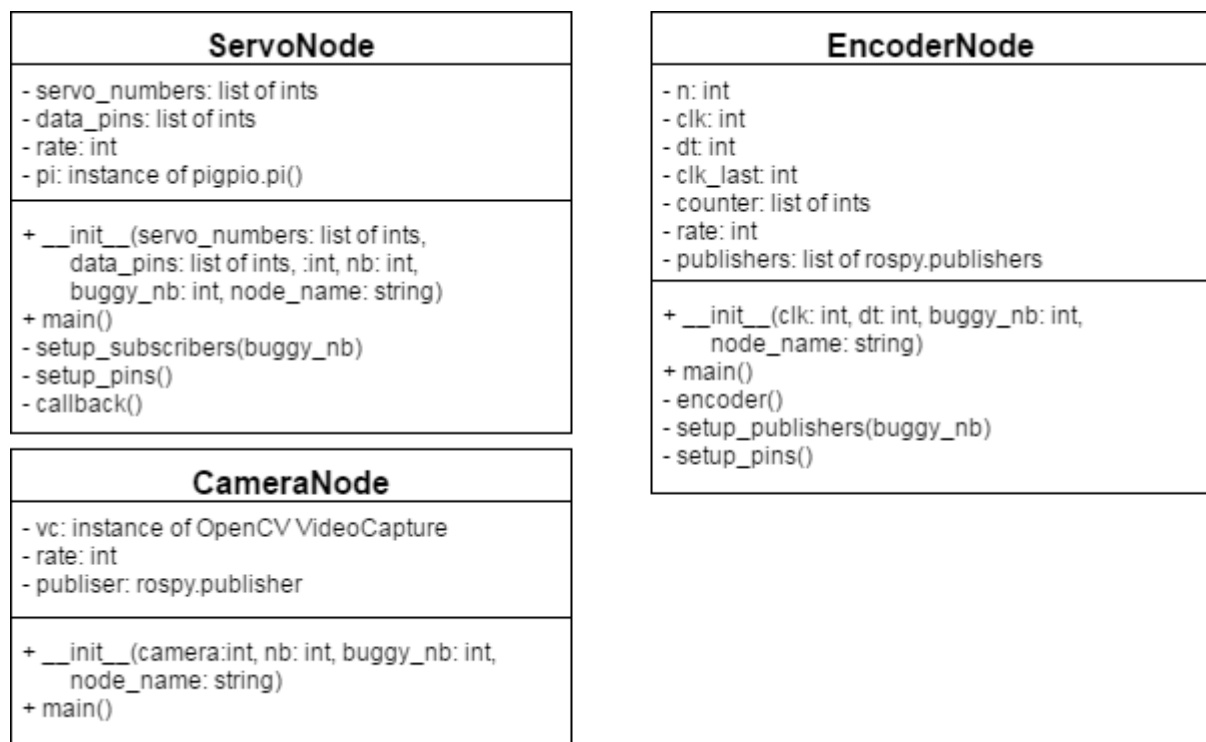 ServoNode
- servo_numbers: list of ints
- data_pins: list of ints
- rate: int
- pi: instance of pigpio.pi()
+ __init__(servo_numbers: list of ints,
data_pins: list of ints, :int, nb: int,
buggy_nb: int, node_name: string)
+ main()
- setup_subscribers(buggy_nb)
- setup_pins()
- callback()
CameraNode
- vc: instance of OpenCV VideoCapture
- rate: int
- publiser: rospy.publisher
+ __init__(camera:int, nb: int, buggy_nb: int,
node_name: string)
+ main()
EncoderNode
- n: int
- clk: int
- dt: int
- clk_last: int
- counter: list of ints
- rate: int
- publishers: list of rospy.publishers
+ __init__(clk: int, dt: int, buggy_nb: int,
node_name: string)
+ main()
- encoder()
- setup_publishers(buggy_nb)
- setup_pins()